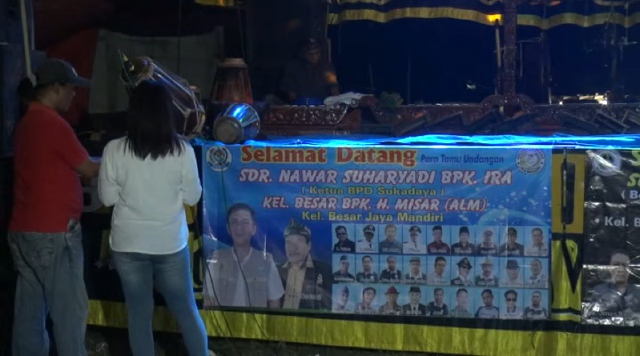 Selamat Datang Para Tamu Undangan
SDR. NAWAR SUHARYADI BPK. IRA
( Ketua BPD Sukadaya )
KEL. BESAR BPK. H. MISAR (ALM)
Kel. Besar Jaya Mandiri